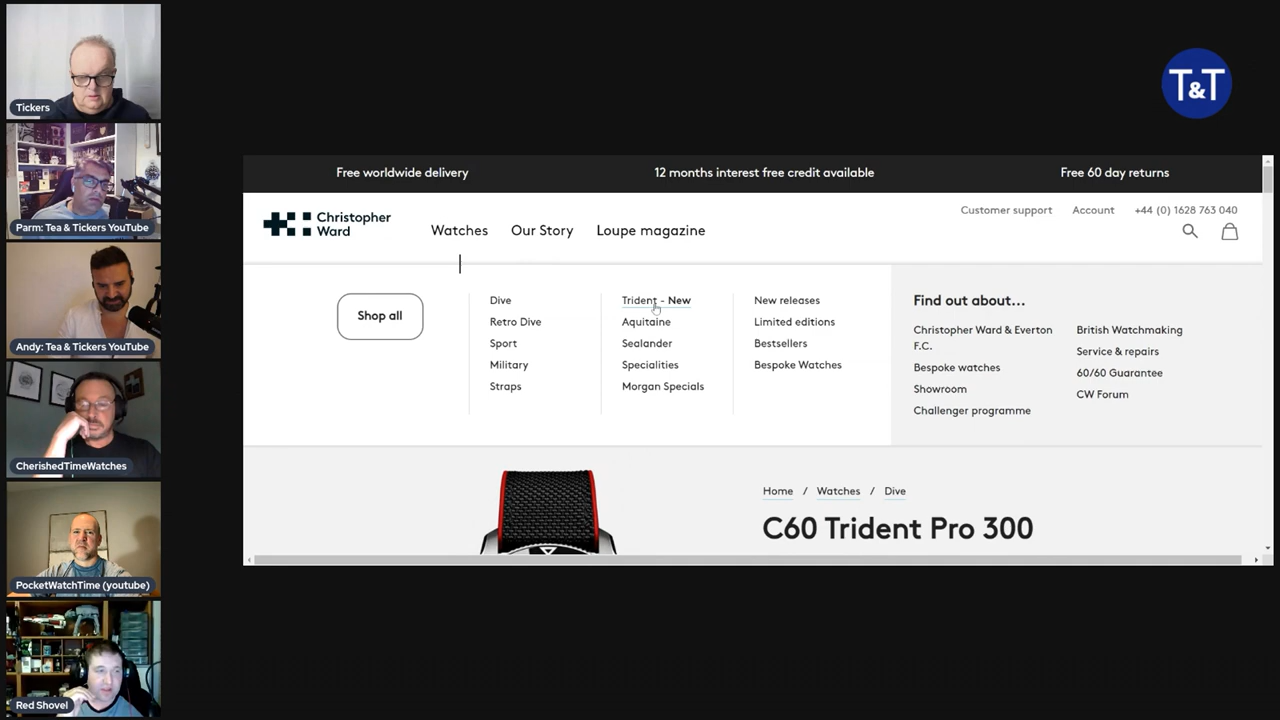 Tickers
Parm: Tea & Tickers YouTube
Andy: Tea & Tickers YouTube
CherishedTimeWatches
PocketWatchTime (youtube)
Red Shovel
T&T
Free worldwide delivery
12 months interest free credit available
Free 60 day returns
Customer support
Account
+44 (0) 1628 763 040
Christopher
Ward
Watches
Our Story
Loupe magazine
Shop all
Dive
Retro Dive
Sport
Military
Straps
Trident - New
Aquitaine
Sealander
Specialities
Morgan Specials
New releases
Limited editions
Bestsellers
Bespoke Watches
Find out about...
Christopher Ward & Everton
F.C.
Bespoke watches
Showroom
Challenger programme
British Watchmaking
Service & repairs
60/60 Guarantee
CW Forum
Home / Watches / Dive
C60 Trident Pro 300